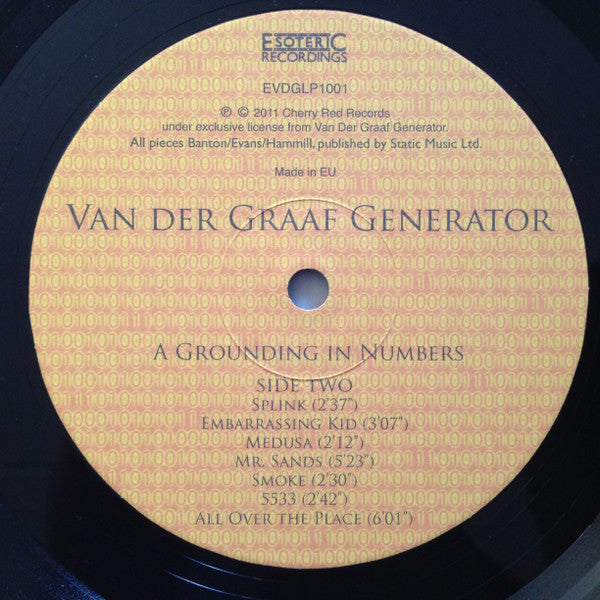 ESOTERIC
RECORDINGS
EVDGLP1001
℗ © 2011 Cherry Red Records
under exclusive license from Van Der Graaf Generator.
All pieces Banton/Evans/Hammill, published by Static Music Ltd.
Made in EU
VAN DER GRAAF GENERATOR
A GROUNDING IN NUMBERS
SIDE TWO
SPLINK (2'37")
EMBARRASSING KID (3'07")
MEDUSA (2'12")
MR. SANDS (5'23")
SMOKE (2'30")
5533 (2'42")
ALL OVER THE PLACE (6'01")